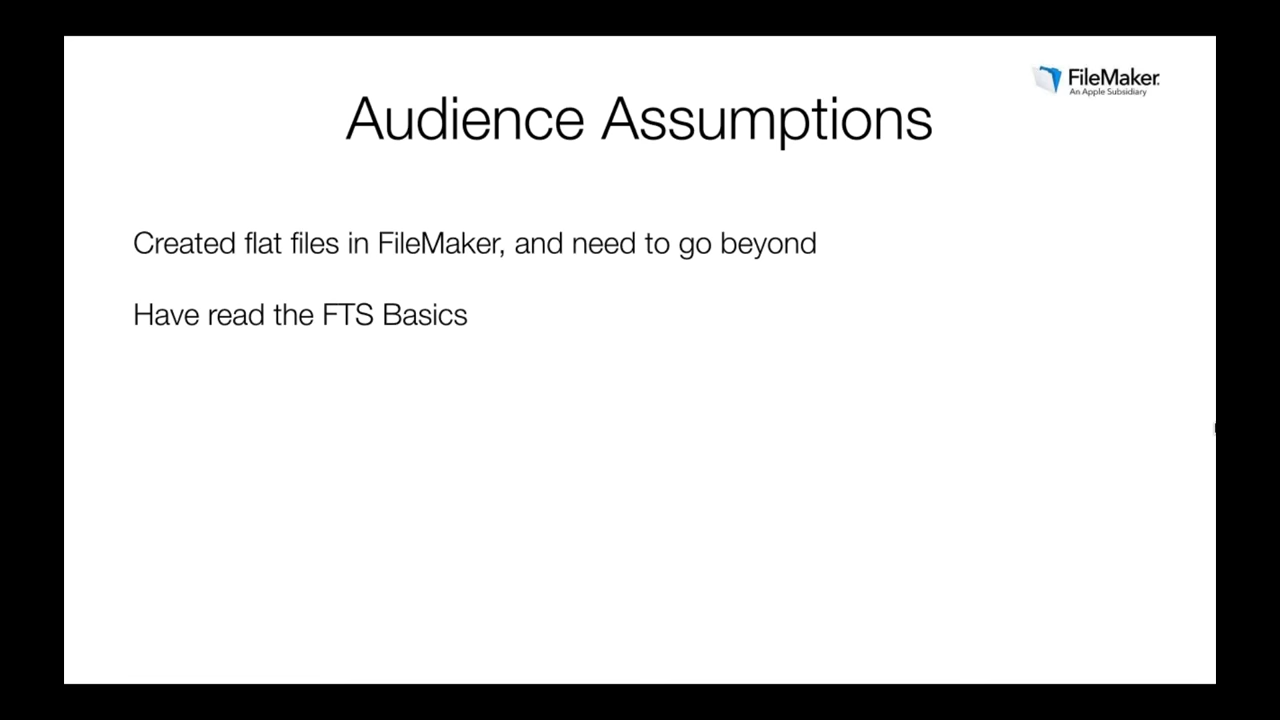 FileMaker.
An Apple Subsidiary
Audience Assumptions
Created flat files in FileMaker, and need to go beyond
Have read the FTS Basics